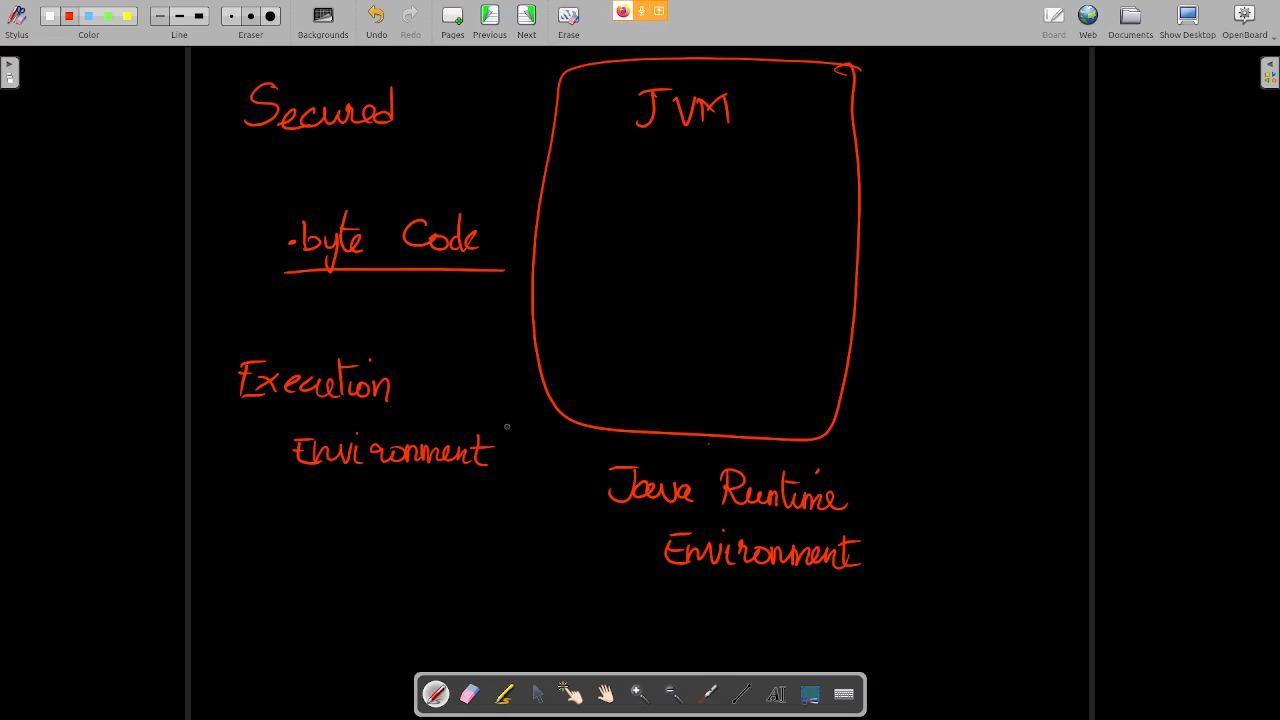 Stylus
Color
Line
Eraser
Backgrounds
Undo
Redo
Pages
Previous
Next
Erase
Board
Web
Documents
Show Desktop
OpenBoard
Secured
JVM
.byte Code
Execution
Environment
Java Runtime
Environment
AI